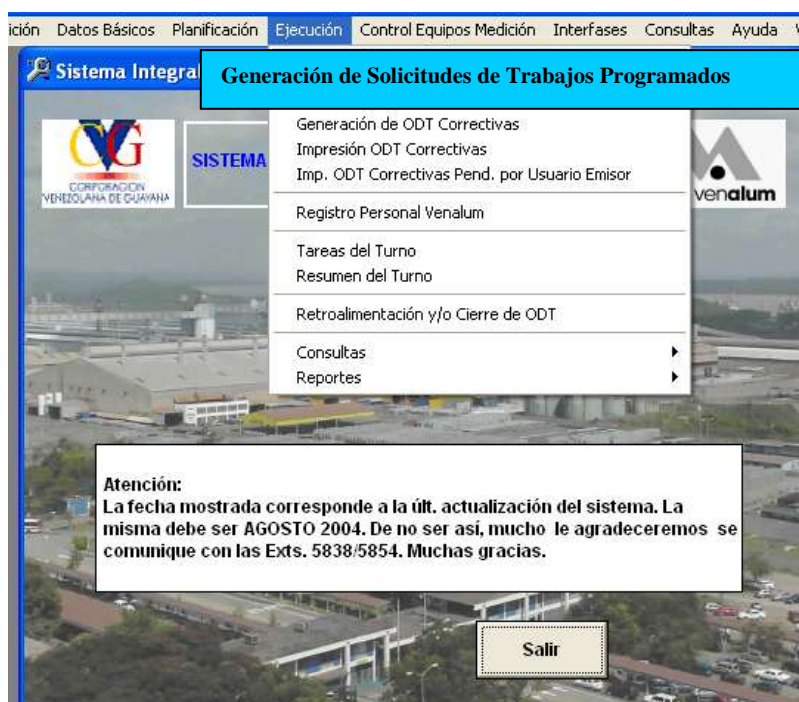 ición Datos Básicos Planificación Ejecución Control Equipos Medición Interfases Consultas Ayuda
Sistema Integral
Generación de Solicitudes de Trabajos Programados
Generación de ODT Correctivas
Impresión ODT Correctivas
Imp. ODT Correctivas Pend. por Usuario Emisor
Registro Personal Venalum
Tareas del Turno
Resumen del Turno
Retroalimentación y/o Cierre de ODT
Consultas
Reportes
CVG
CORPORACION
VENEZOLANA DE GUAYANA
SISTEMA
venalum
Atención:
La fecha mostrada corresponde a la últ. actualización del sistema. La
misma debe ser AGOSTO 2004. De no ser así, mucho le agradeceremos se
comunique con las Exts. 5838/5854. Muchas gracias.
Salir